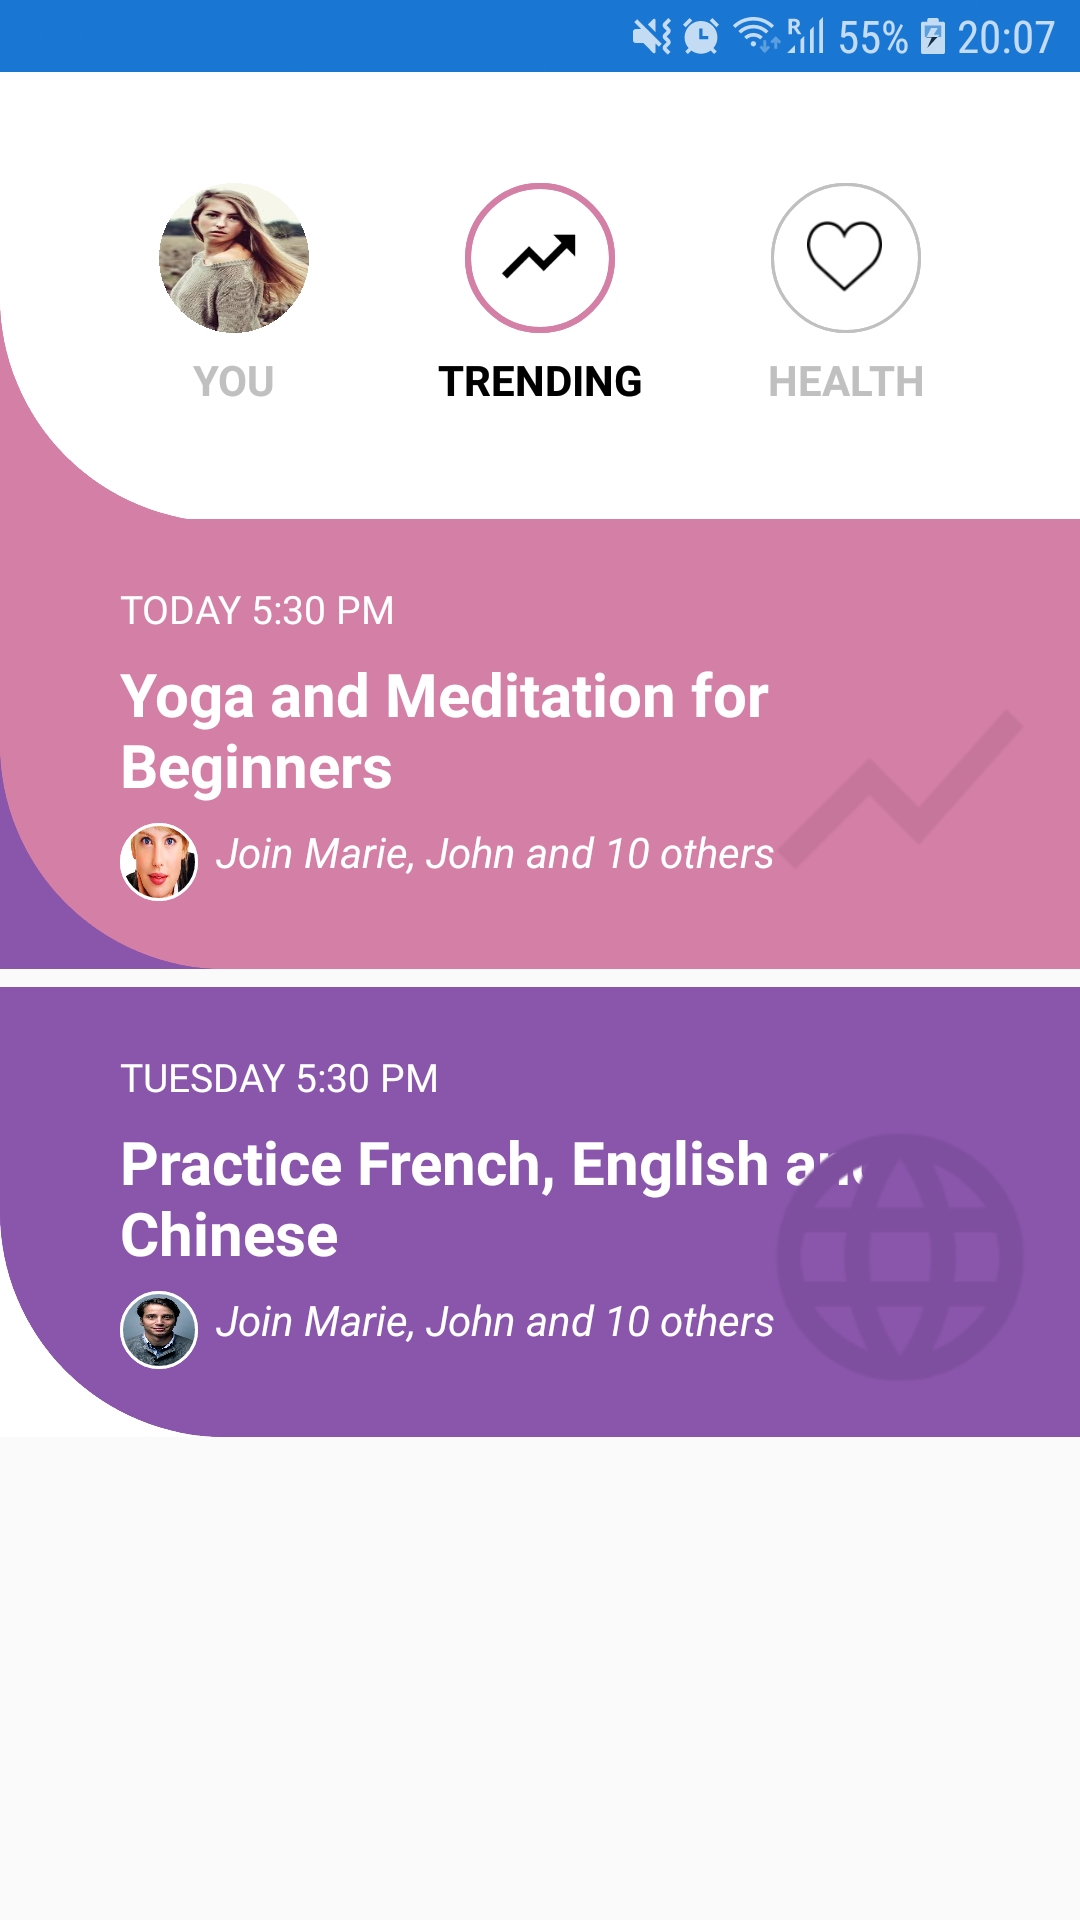 R 55% 20:07
YOU TRENDING HEALTH
TODAY 5:30 PM
Yoga and Meditation for
Beginners
Join Marie, John and 10 others
TUESDAY 5:30 PM
Practice French, English and
Chinese
Join Marie, John and 10 others